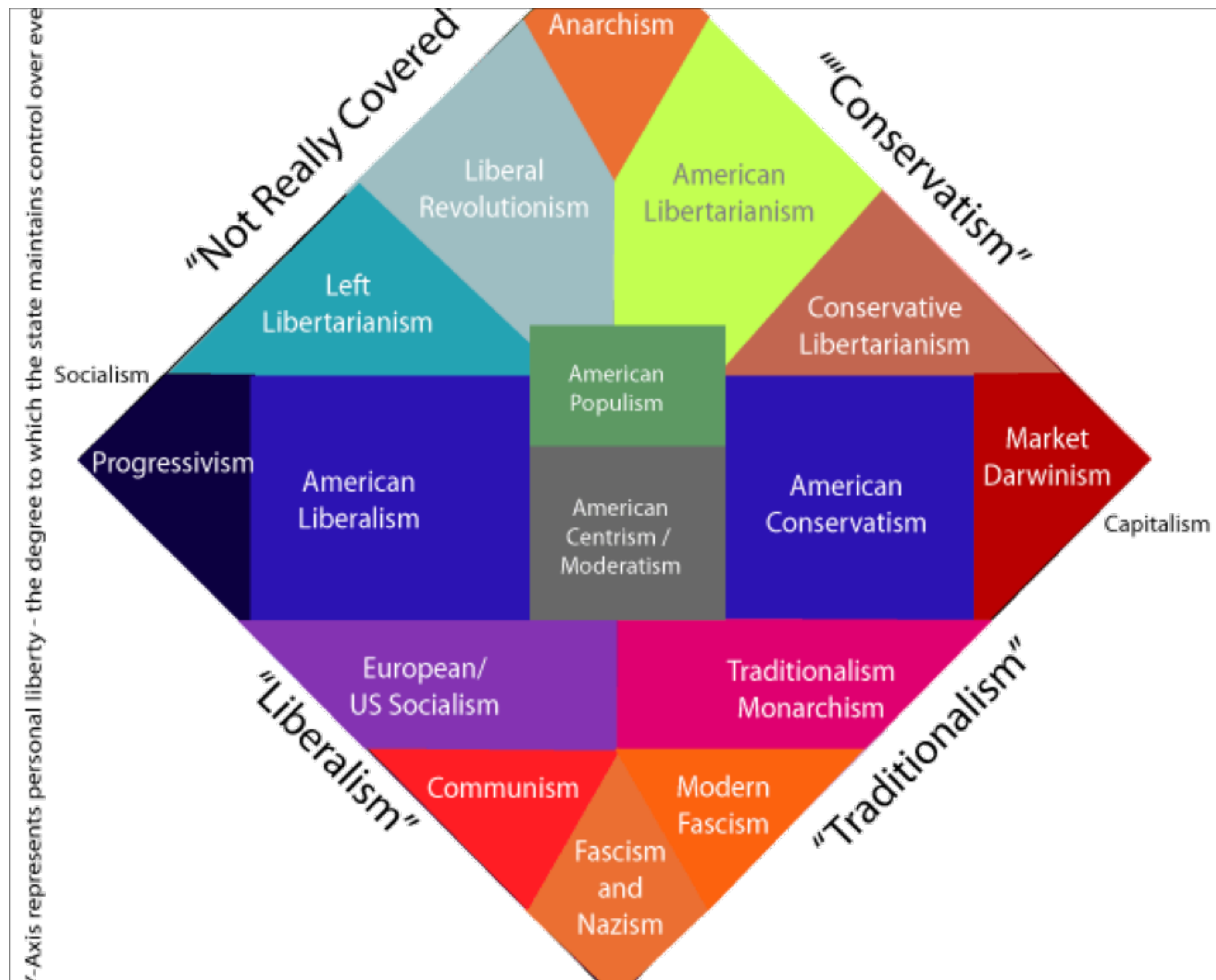 Y-Axis represents personal liberty - the degree to which the state maintains control over
Anarchism
"Not Really Covered"
""Conservatism"
Liberal
Revolutionism
American
Libertarianism
Left
Libertarianism
Conservative
Libertarianism
Socialism
American
Populism
Progressivism
American
Liberalism
American
Centrism /
Moderatism
American
Conservatism
Market
Darwinism
Capitalism
European/
US Socialism
Traditionalism
Monarchism
"Liberalism"
"Traditionalism"
Communism
Modern
Fascism
Fascism
and
Nazism